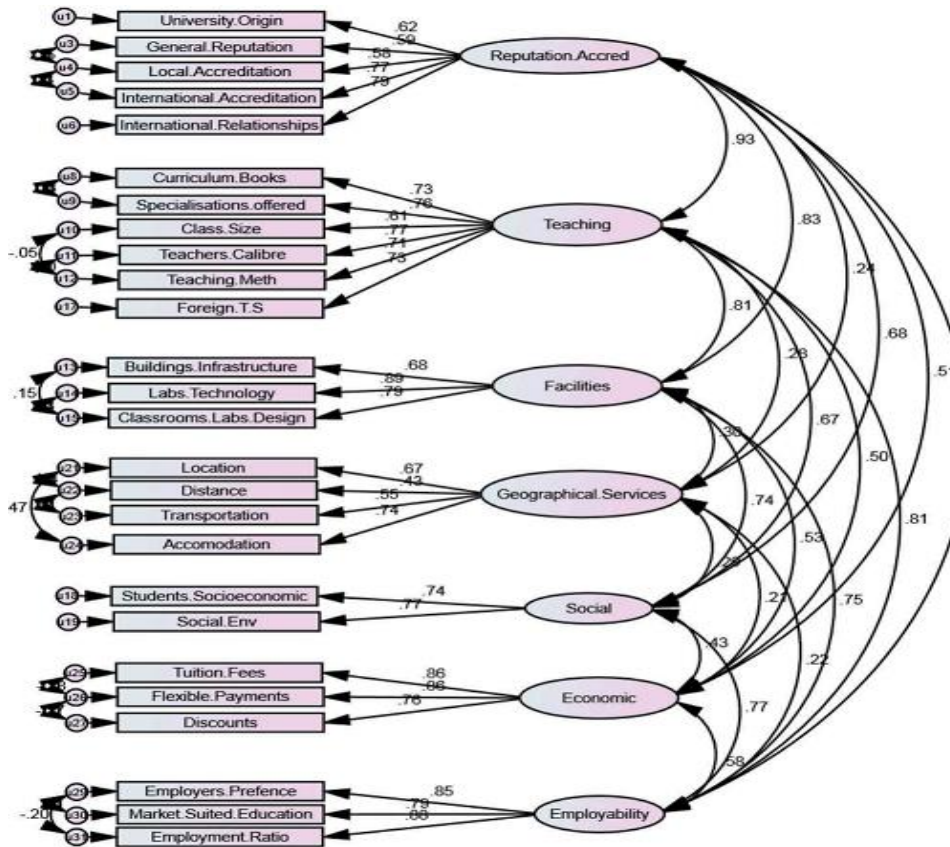 u1
University.Origin
.62
u3
General.Reputation
.59
Reputation.Accred
u4
Local.Accreditation
.58
.77
u5
International.Accreditation
.79
u6
International.Relationships
.93
u8
Curriculum.Books
.73
u9
Specialisations.offered
.76
.83
u10
Class.Size
.61
Teaching
-.05
u11
Teachers.Calibre
.77
.71
.24
u12
Teaching.Meth
.73
u17
Foreign.T.S
.81
.68
.28
.51
u13
Buildings.Infrastructure
.68
.15
u14
Labs.Technology
.89
Facilities
.79
u15
Classrooms.Labs.Design
.67
.30
.50
u21
Location
.67
u22
Distance
.43
Geographical.Services
.74
47
u23
Transportation
.55
.81
.74
.53
u24
Accomodation
u18
Students.Socioeconomic
.74
.75
Social
.77
u19
Social.Env
.43
.22
u25
Tuition.Fees
.86
u26
Flexible.Payments
.86
Economic
.76
.77
u27
Discounts
58
u29
Employers.Prefence
.85
-.20
u30
Market.Suited.Education
.79
Employability
.88
u31
Employment.Ratio